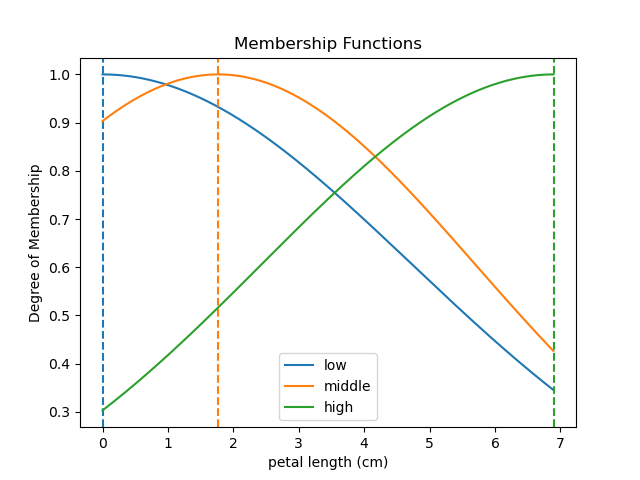 Membership Functions
Degree of Membership
1.0
0.9
0.8
0.7
0.6
0.5
0.4
0.3
low
middle
high
0 1 2 3 4 5 6 7
petal length (cm)